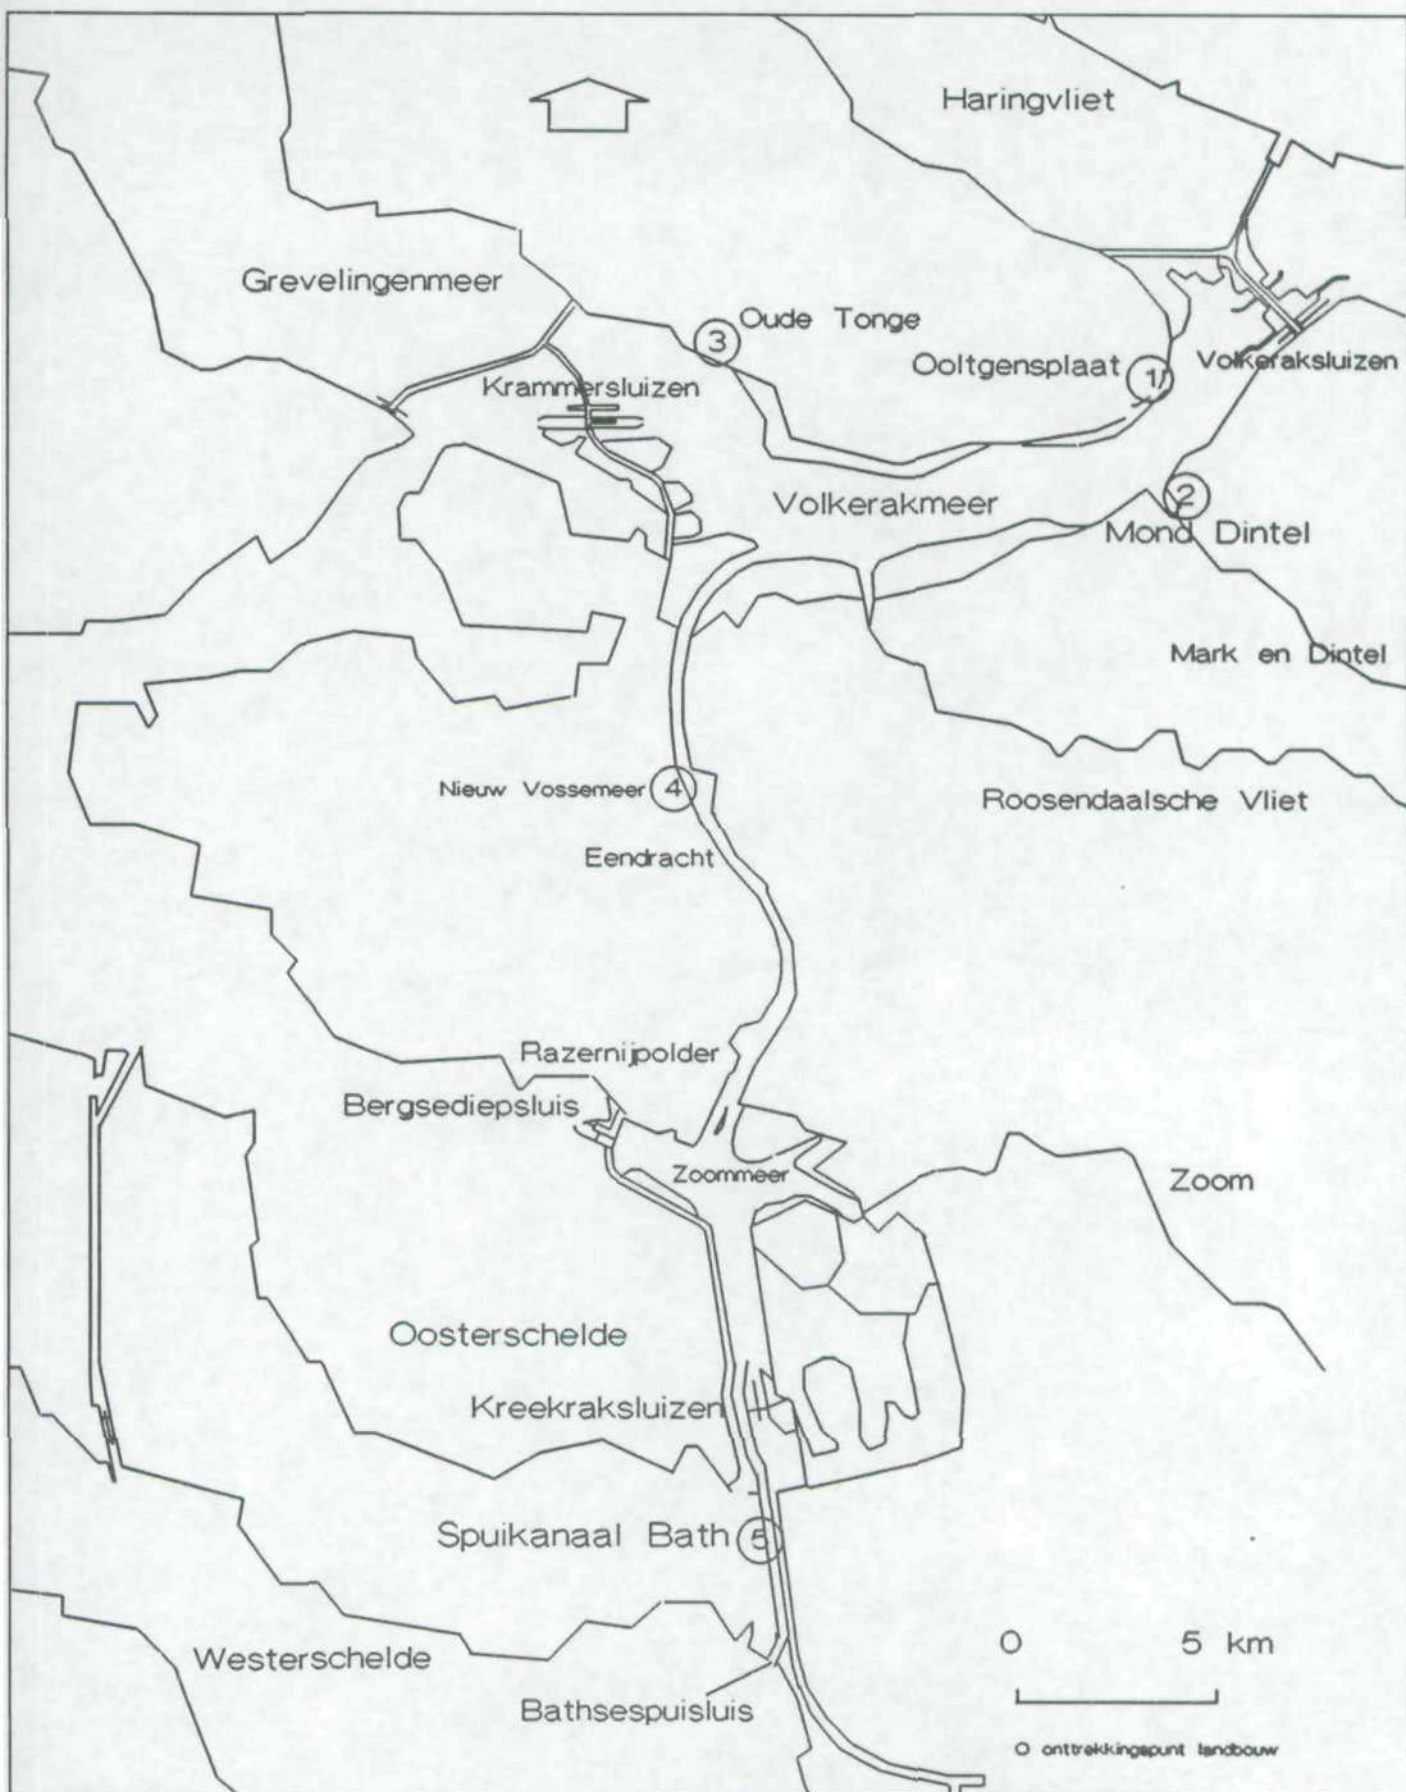 Haringvliet
Grevelingenmeer
3 Oude Tonge
Ooltgensplaat 1
Volkeraksluizen
Krammersluizen
2
Volkerakmeer
Mond Dintel
Mark en Dintel
Nieuw Vossemeer 4
Roosendaalsche Vliet
Eendracht
Razernijpolder
Bergsediepsluis
Zoommeer
Zoom
Oosterschelde
Kreekraksluizen
Spuikanaal Bath 5
0 5 km
Westerschelde
Bathsespuisluis
O onttrekkingspunt landbouw